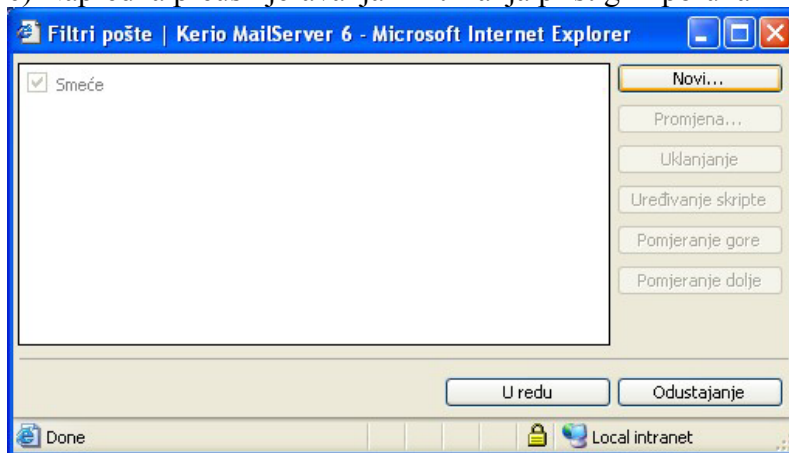 Filtri pošte | Kerio MailServer 6 - Microsoft Internet Explorer
Smeće
Novi...
Promjena...
Uklanjanje
Uređivanje skripte
Pomjeranje gore
Pomjeranje dolje
U redu
Odustajanje
Done
Local intranet